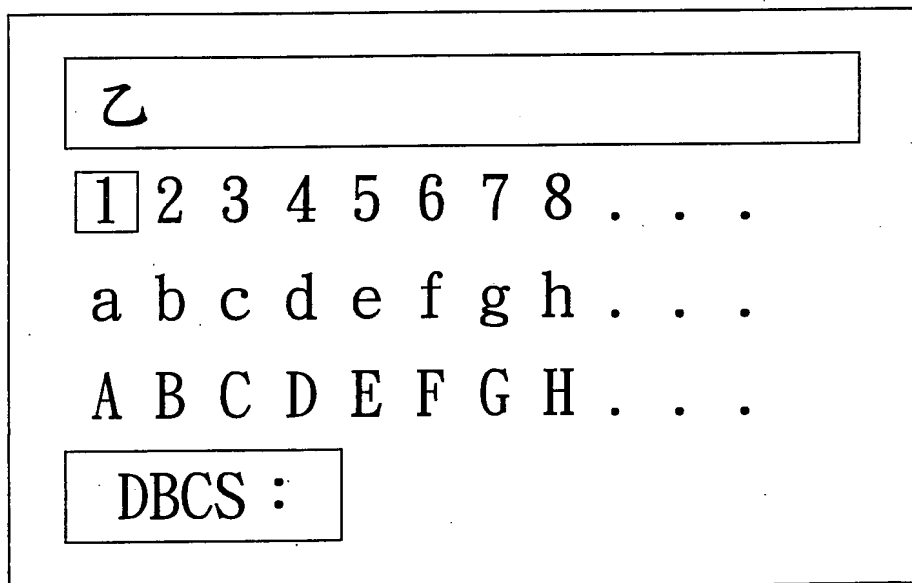 乙
1 2 3 4 5 6 7 8 . . .
a b c d e f g h . . .
A B C D E F G H . . .
DBCS :